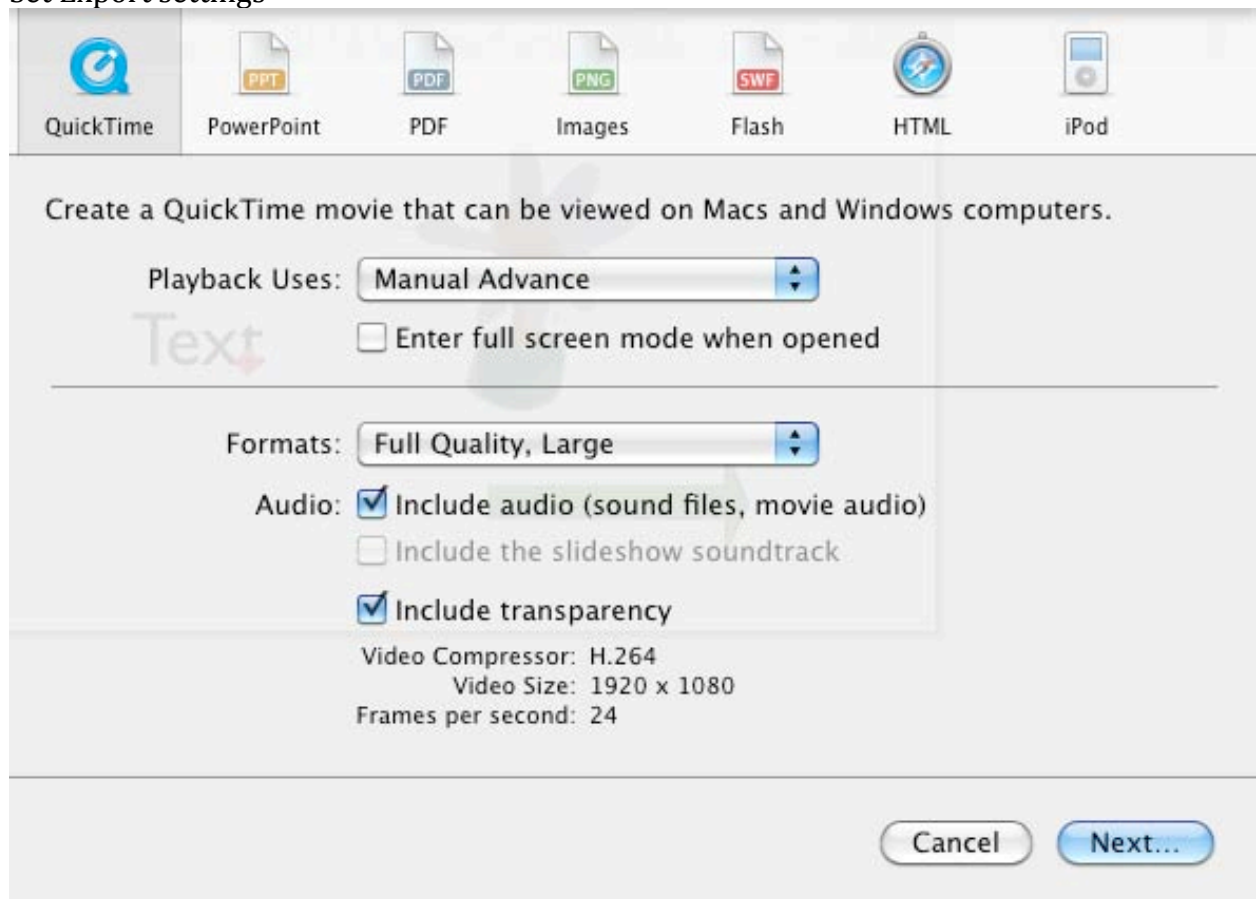 Set Export settings
PPT PDF PNG SWF
QuickTime PowerPoint PDF Images Flash HTML iPod
Create a QuickTime movie that can be viewed on Macs and Windows computers.
Playback Uses: Manual Advance
Text
Enter full screen mode when opened
Formats: Full Quality, Large
Audio: Include audio (sound files, movie audio)
Include the slideshow soundtrack
Include transparency
Video Compressor: H.264
Video Size: 1920 x 1080
Frames per second: 24
Cancel Next...